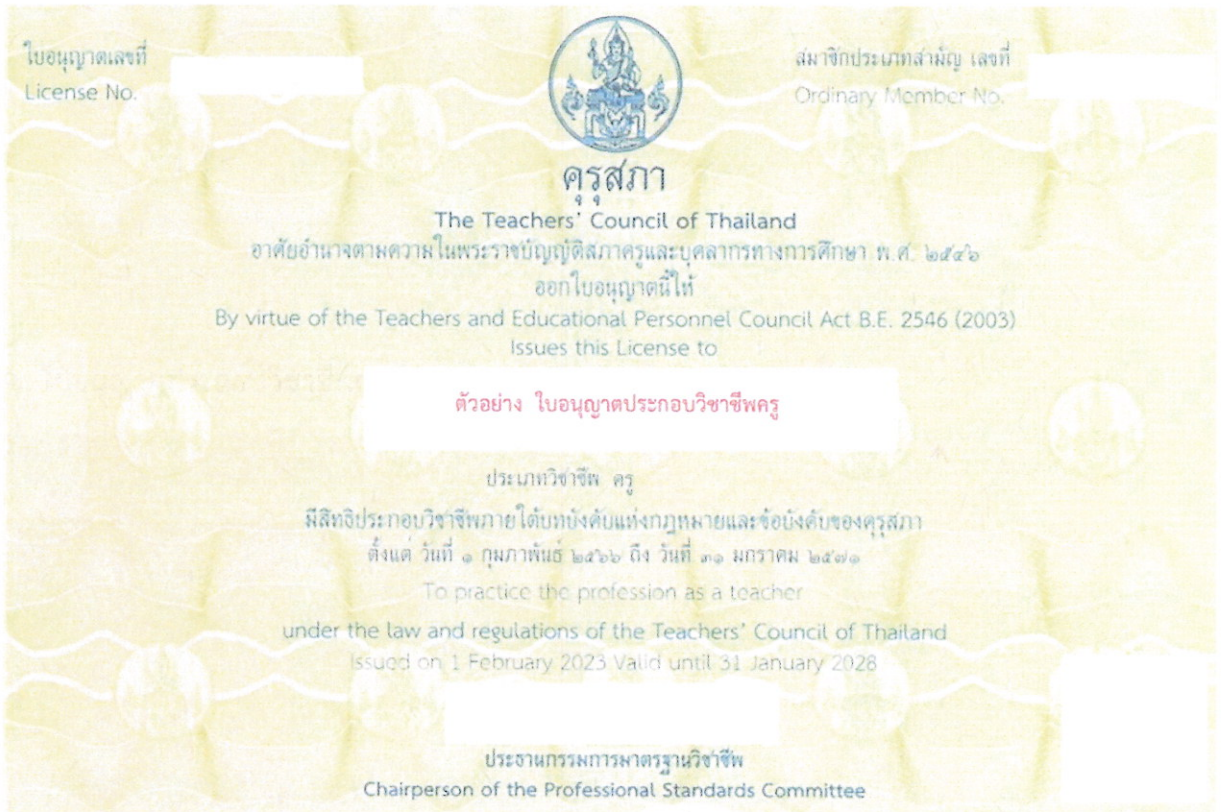 ใบอนุญาตเลขที่
License No.
สมาชิกประเภทสามัญ เลขที่
Ordinary Member No.
คุรุสภา
The Teachers' Council of Thailand
อาศัยอำนาจตามความในพระราชบัญญัติสภาครูและบุคลากรทางการศึกษา พ.ศ. ๒๕๔๖
ออกใบอนุญาตนี้ให้
By virtue of the Teachers and Educational Personnel Council Act B.E. 2546 (2003)
Issues this License to
ตัวอย่าง ใบอนุญาตประกอบวิชาชีพครู
ประเภทวิชาชีพ ครู
มีสิทธิประกอบวิชาชีพภายใต้บทบังคับแห่งกฎหมายและข้อบังคับของคุรุสภา
ตั้งแต่ วันที่ ๑ กุมภาพันธ์ ๒๕๖๖ ถึง วันที่ ๓๑ มกราคม ๒๕๗๑
To practice the profession as a teacher
under the law and regulations of the Teachers' Council of Thailand
Issued on 1 February 2023 Valid until 31 January 2028
ประธานกรรมการมาตรฐานวิชาชีพ
Chairperson of the Professional Standards Committee